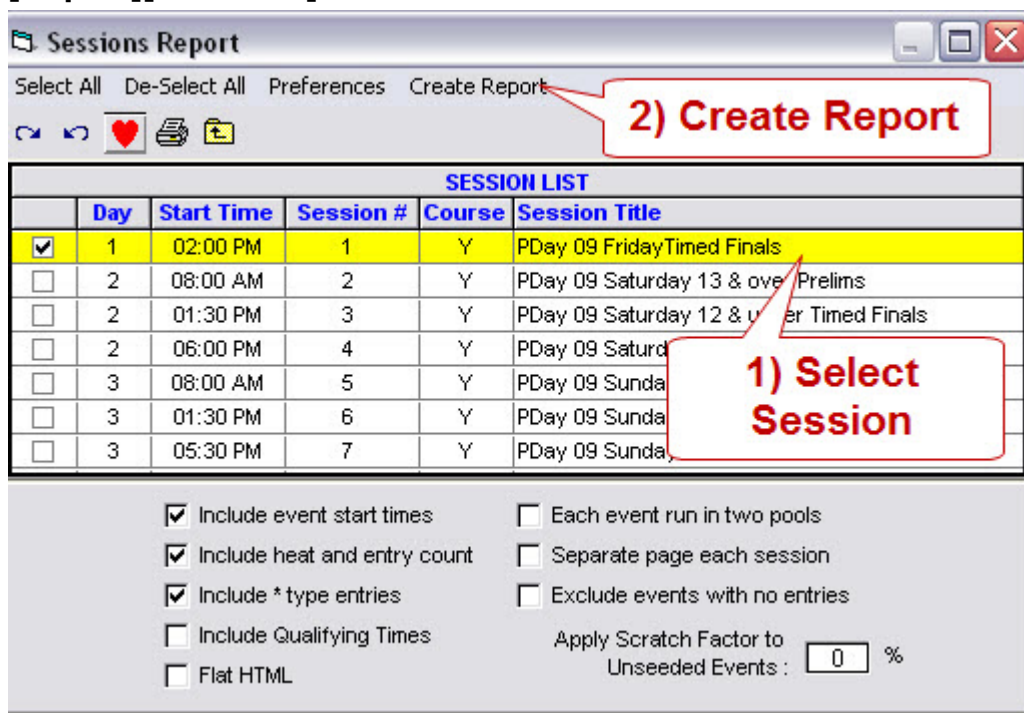 Sessions Report
Select All De-Select All Preferences Create Report
2) Create Report
SESSION LIST
Day Start Time Session # Course Session Title
1 02:00 PM 1 Y PDay 09 FridayTimed Finals
2 08:00 AM 2 Y PDay 09 Saturday 13 & over Prelims
2 01:30 PM 3 Y PDay 09 Saturday 12 & under Timed Finals
2 06:00 PM 4 Y PDay 09
3 08:00 AM 5 Y PDay 09
3 01:30 PM 6 Y PDay 09
3 05:30 PM 7 Y PDay 09 Sunday
1) Select
Session
Include event start times
Include heat and entry count
Include * type entries
Include Qualifying Times
Flat HTML
Each event run in two pools
Separate page each session
Exclude events with no entries
Apply Scratch Factor to
Unseeded Events : 0 %